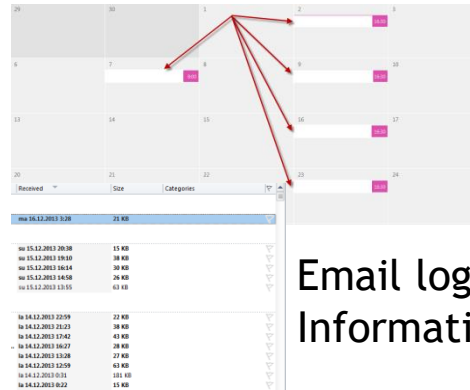 29 30 1 2 3
6 7 8 9 10
13 14 15 16 17
20 21 22 23 24
Received Size Categories
ma 16.12.2013 3:28 21 KB
su 15.12.2013 20:38 15 KB
su 15.12.2013 19:10 38 KB
su 15.12.2013 16:14 30 KB
su 15.12.2013 14:58 26 KB
su 15.12.2013 13:55 63 KB
la 14.12.2013 22:59 22 KB
la 14.12.2013 21:23 38 KB
la 14.12.2013 17:42 43 KB
la 14.12.2013 16:27 28 KB
la 14.12.2013 13:28 27 KB
la 14.12.2013 12:59 63 KB
la 14.12.2013 0:31 181 KB
la 14.12.2013 0:22 15 KB
Email log
Informati